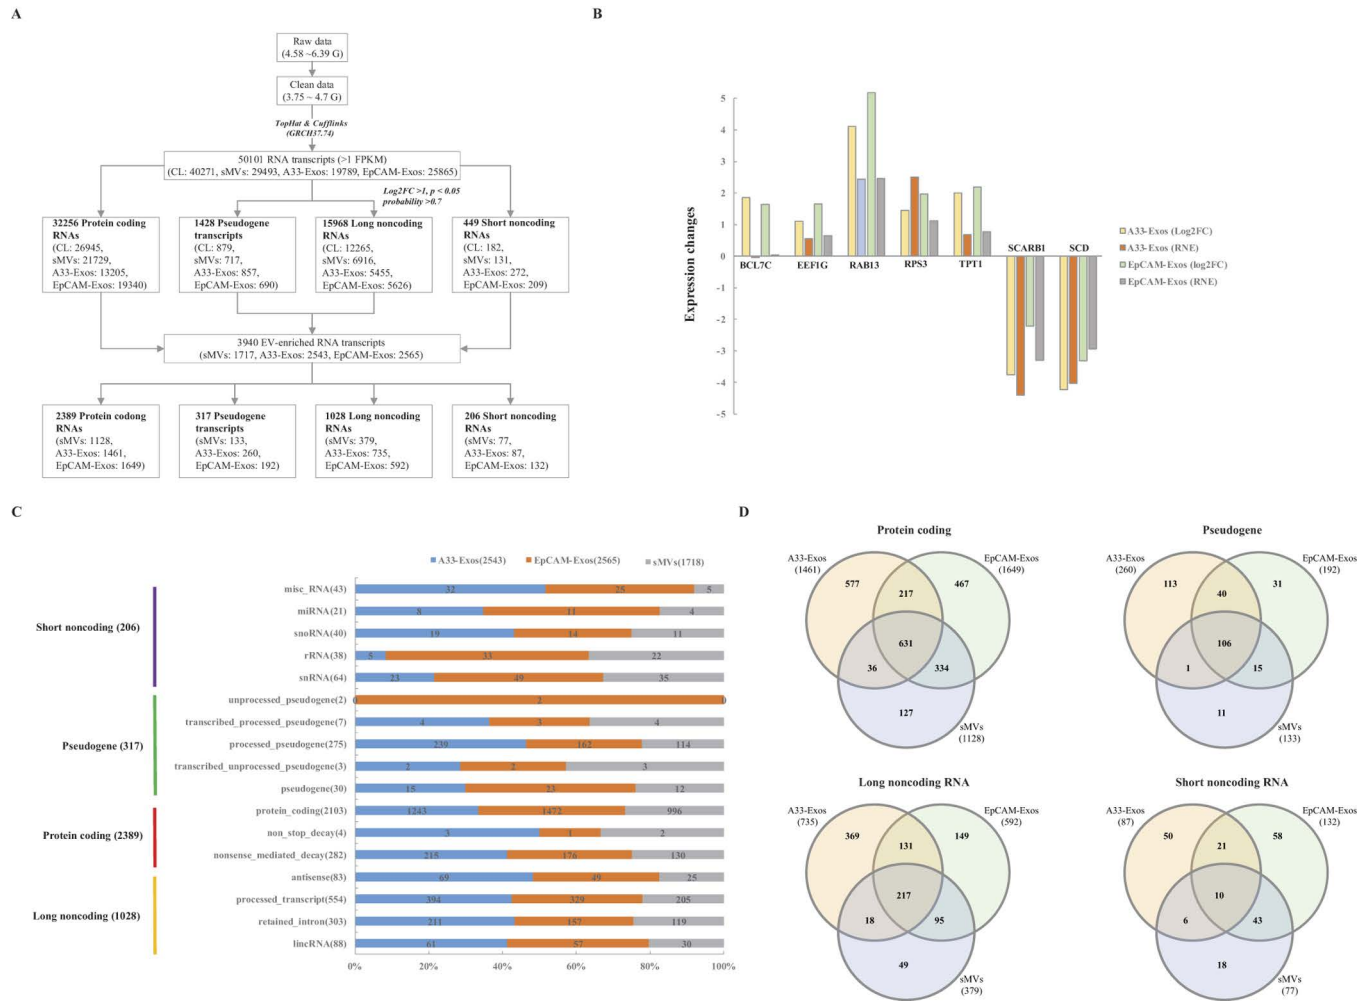 A
Raw data
(4.58 ~6.39 G)
Clean data
(3.75 ~ 4.7 G)
TopHat & Cufflinks
(GRCH37.74)
50101 RNA transcripts (>1 FPKM)
(CL: 40271, sMVs: 29493, A33-Exos: 19789, EpCAM-Exos: 25865)
Log2FC >1, p < 0.05
probability >0.7
32256 Protein coding
RNAs
(CL: 26945,
sMVs: 21729,
A33-Exos: 13205,
EpCAM-Exos: 19340)
1428 Pseudogene
transcripts
(CL: 879,
sMVs: 717,
A33-Exos: 857,
EpCAM-Exos: 690)
15968 Long noncoding
RNAs
(CL: 12265,
sMVs: 6916,
A33-Exos: 5455,
EpCAM-Exos: 5626)
449 Short noncoding
RNAs
(CL: 182,
sMVs: 131,
A33-Exos: 272,
EpCAM-Exos: 209)
3940 EV-enriched RNA transcripts
(sMVs: 1717, A33-Exos: 2543, EpCAM-Exos: 2565)
2389 Protein codong
RNAs
(sMVs: 1128,
A33-Exos: 1461,
EpCAM-Exos: 1649)
317 Pseudogene
transcripts
(sMVs: 133,
A33-Exos: 260,
EpCAM-Exos: 192)
1028 Long noncoding
RNAs
(sMVs: 379,
A33-Exos: 735,
EpCAM-Exos: 592)
206 Short noncoding
RNAs
(sMVs: 77,
A33-Exos: 87,
EpCAM-Exos: 132)
B
Expression changes
5
4
3
2
1
0
-1
-2
-3
-4
-5
BCL7C EEF1G RAB13 RPS3 TPT1 SCARB1 SCD
A33-Exos (Log2FC)
A33-Exos (RNE)
EpCAM-Exos (log2FC)
EpCAM-Exos (RNE)
C
A33-Exos(2543) EpCAM-Exos(2565) sMVs(1718)
Short noncoding (206)
misc_RNA(43) 32 25 5
miRNA(21) 8 11 4
snoRNA(40) 19 14 11
rRNA(38) 5 33 22
snRNA(64) 23 49 35
Pseudogene (317)
unprocessed_pseudogene(2) 0 2 0
transcribed_processed_pseudogene(7) 4 3 4
processed_pseudogene(275) 239 162 114
transcribed_unprocessed_pseudogene(3) 2 2 3
pseudogene(30) 15 23 12
Protein coding (2389)
protein_coding(2103) 1243 1472 996
non_stop_decay(4) 3 1 2
nonsense_mediated_decay(282) 215 176 130
Long noncoding (1028)
antisense(83) 69 49 25
processed_transcript(554) 394 329 205
retained_intron(303) 211 157 119
lincRNA(88) 61 57 30
0% 20% 40% 60% 80% 100%
D
Protein coding
A33-Exos
(1461)
EpCAM-Exos
(1649)
577 217 467
631
36 334
127
sMVs
(1128)
Pseudogene
A33-Exos
(260)
EpCAM-Exos
(192)
113 40 31
106
1 15
11
sMVs
(133)
Long noncoding RNA
A33-Exos
(735)
EpCAM-Exos
(592)
369 131 149
217
18 95
49
sMVs
(379)
Short noncoding RNA
A33-Exos
(87)
EpCAM-Exos
(132)
50 21 58
10
6 43
18
sMVs
(77)